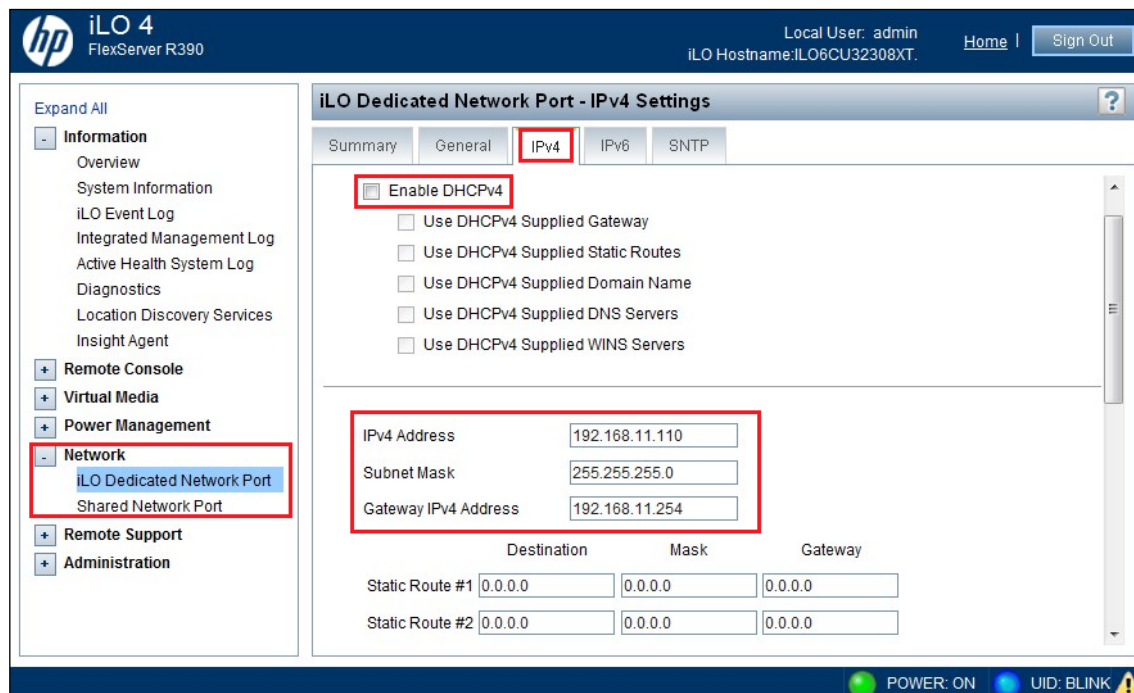 hp
iLO 4
FlexServer R390
Local User: admin
iLO Hostname:ILO6CU32308XT.
Home |
Sign Out
Expand All
- Information
Overview
System Information
iLO Event Log
Integrated Management Log
Active Health System Log
Diagnostics
Location Discovery Services
Insight Agent
+ Remote Console
+ Virtual Media
+ Power Management
- Network
iLO Dedicated Network Port
Shared Network Port
+ Remote Support
+ Administration
iLO Dedicated Network Port - IPv4 Settings
?
Summary General IPv4 IPv6 SNTP
Enable DHCPv4
Use DHCPv4 Supplied Gateway
Use DHCPv4 Supplied Static Routes
Use DHCPv4 Supplied Domain Name
Use DHCPv4 Supplied DNS Servers
Use DHCPv4 Supplied WINS Servers
IPv4 Address 192.168.11.110
Subnet Mask 255.255.255.0
Gateway IPv4 Address 192.168.11.254
Destination Mask Gateway
Static Route #1 0.0.0.0 0.0.0.0 0.0.0.0
Static Route #2 0.0.0.0 0.0.0.0 0.0.0.0
POWER: ON UID: BLINK